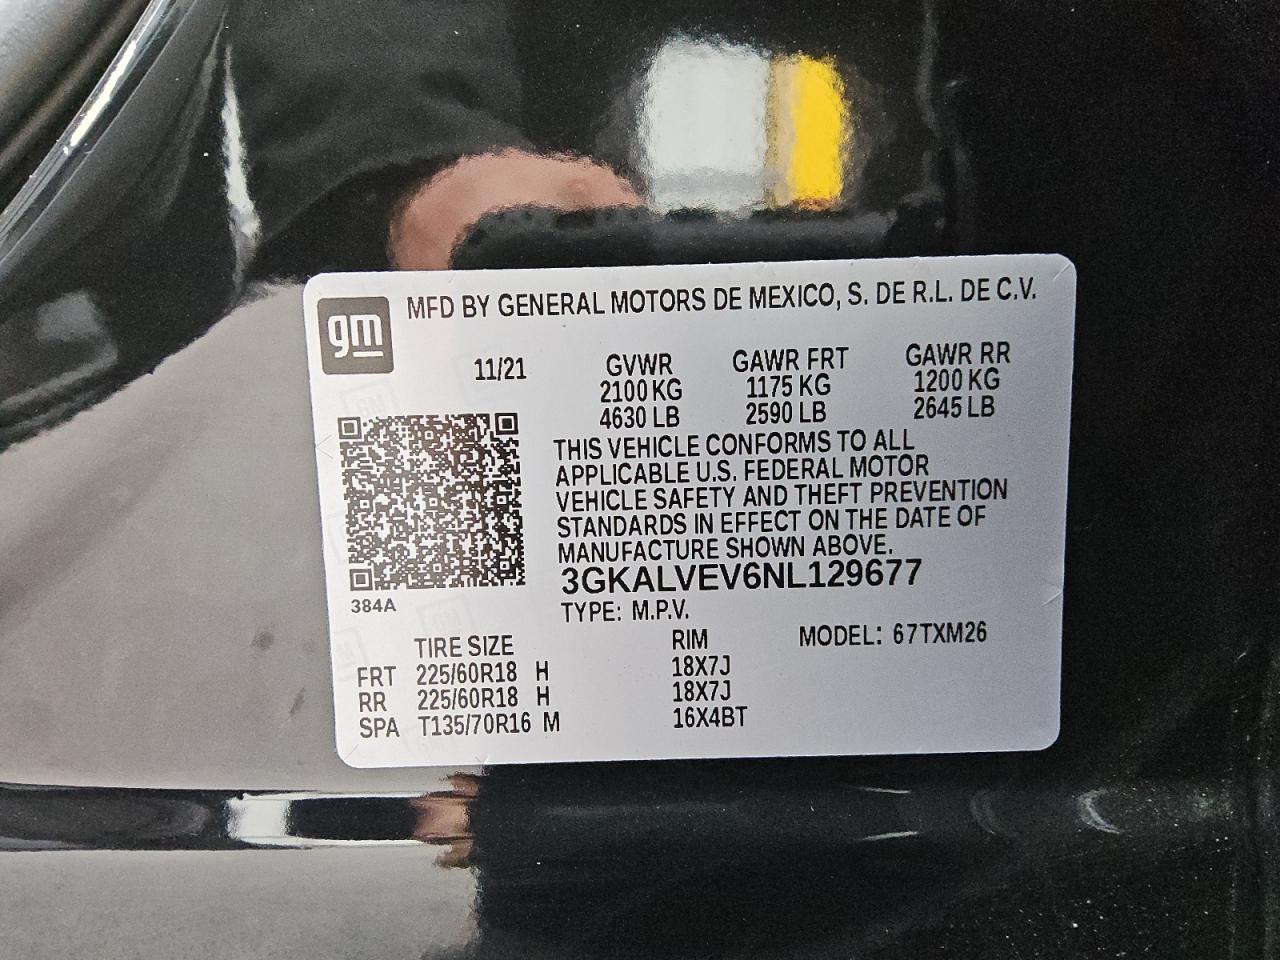 gm
MFD BY GENERAL MOTORS DE MEXICO, S. DE R.L. DE C.V.
11/21 GVWR GAWR FRT GAWR RR
2100 KG 1175 KG 1200 KG
4630 LB 2590 LB 2645 LB
THIS VEHICLE CONFORMS TO ALL
APPLICABLE U.S. FEDERAL MOTOR
VEHICLE SAFETY AND THEFT PREVENTION
STANDARDS IN EFFECT ON THE DATE OF
MANUFACTURE SHOWN ABOVE.
3GKALVEV6NL129677
384A
TYPE: M.P.V.
TIRE SIZE RIM MODEL: 67TXM26
FRT 225/60R18 H 18X7J
RR 225/60R18 H 18X7J
SPA T135/70R16 M 16X4BT